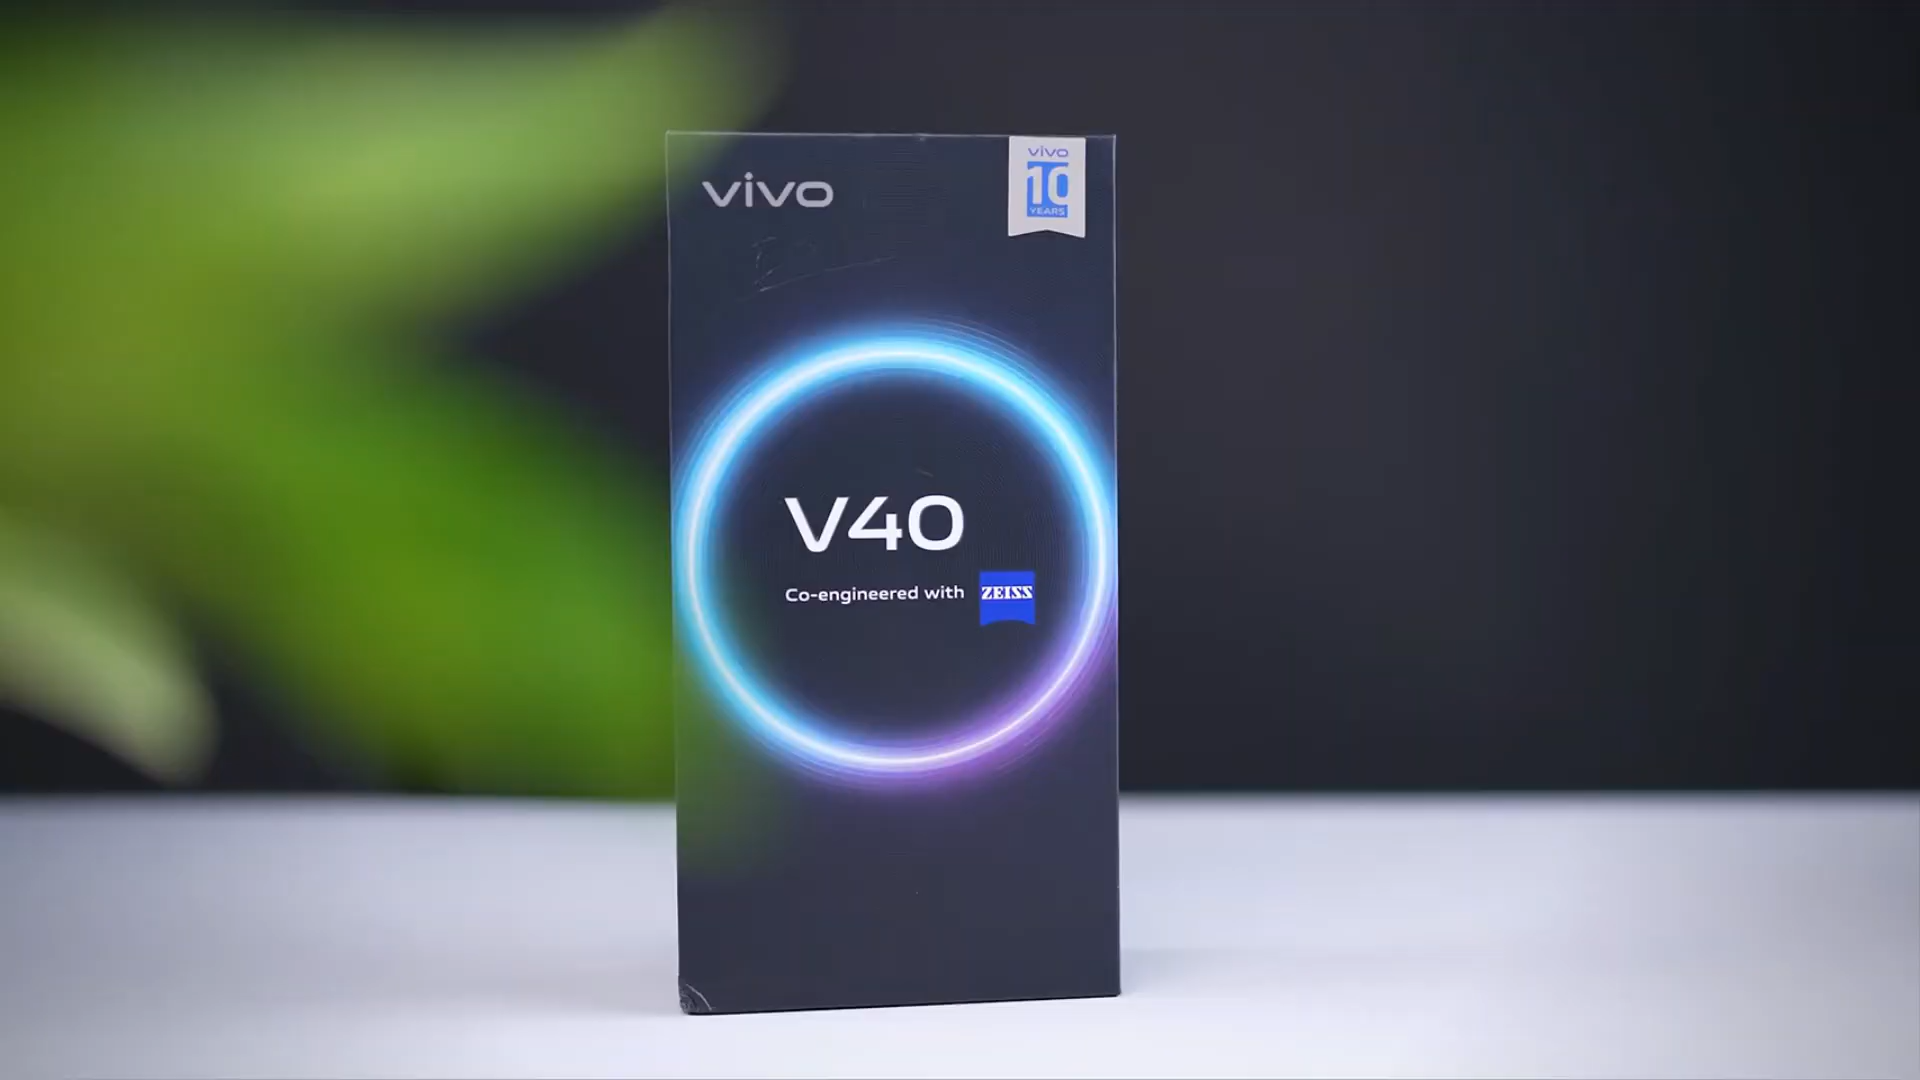 vivo
vivo
10
YEARS
V40
Co-engineered with ZEISS